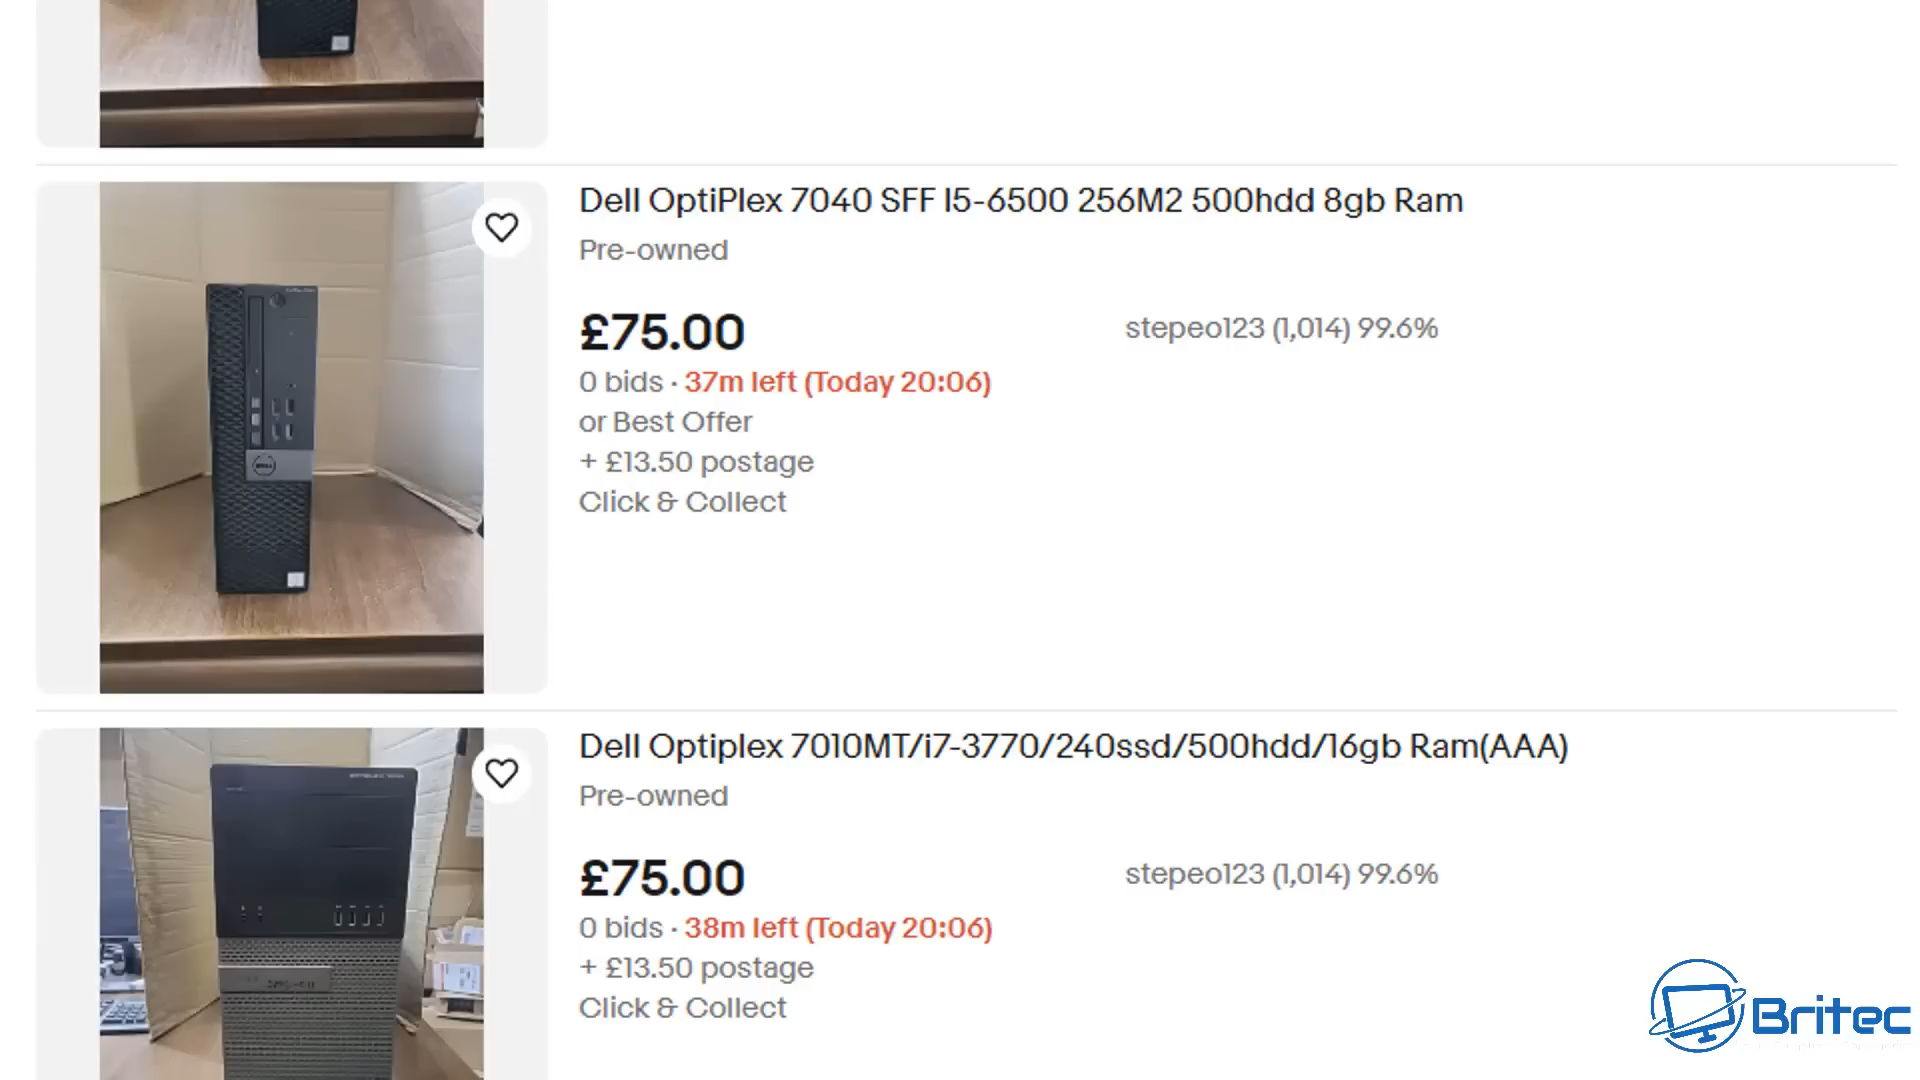 Dell OptiPlex 7040 SFF I5-6500 256M2 500hdd 8gb Ram
Pre-owned
£75.00
stepeo123 (1,014) 99.6%
0 bids · 37m left (Today 20:06)
or Best Offer
+ £13.50 postage
Click & Collect
DELL
Dell Optiplex 7010MT/i7-3770/240ssd/500hdd/16gb Ram(AAA)
Pre-owned
£75.00
stepeo123 (1,014) 99.6%
0 bids · 38m left (Today 20:06)
+ £13.50 postage
Click & Collect
Britec